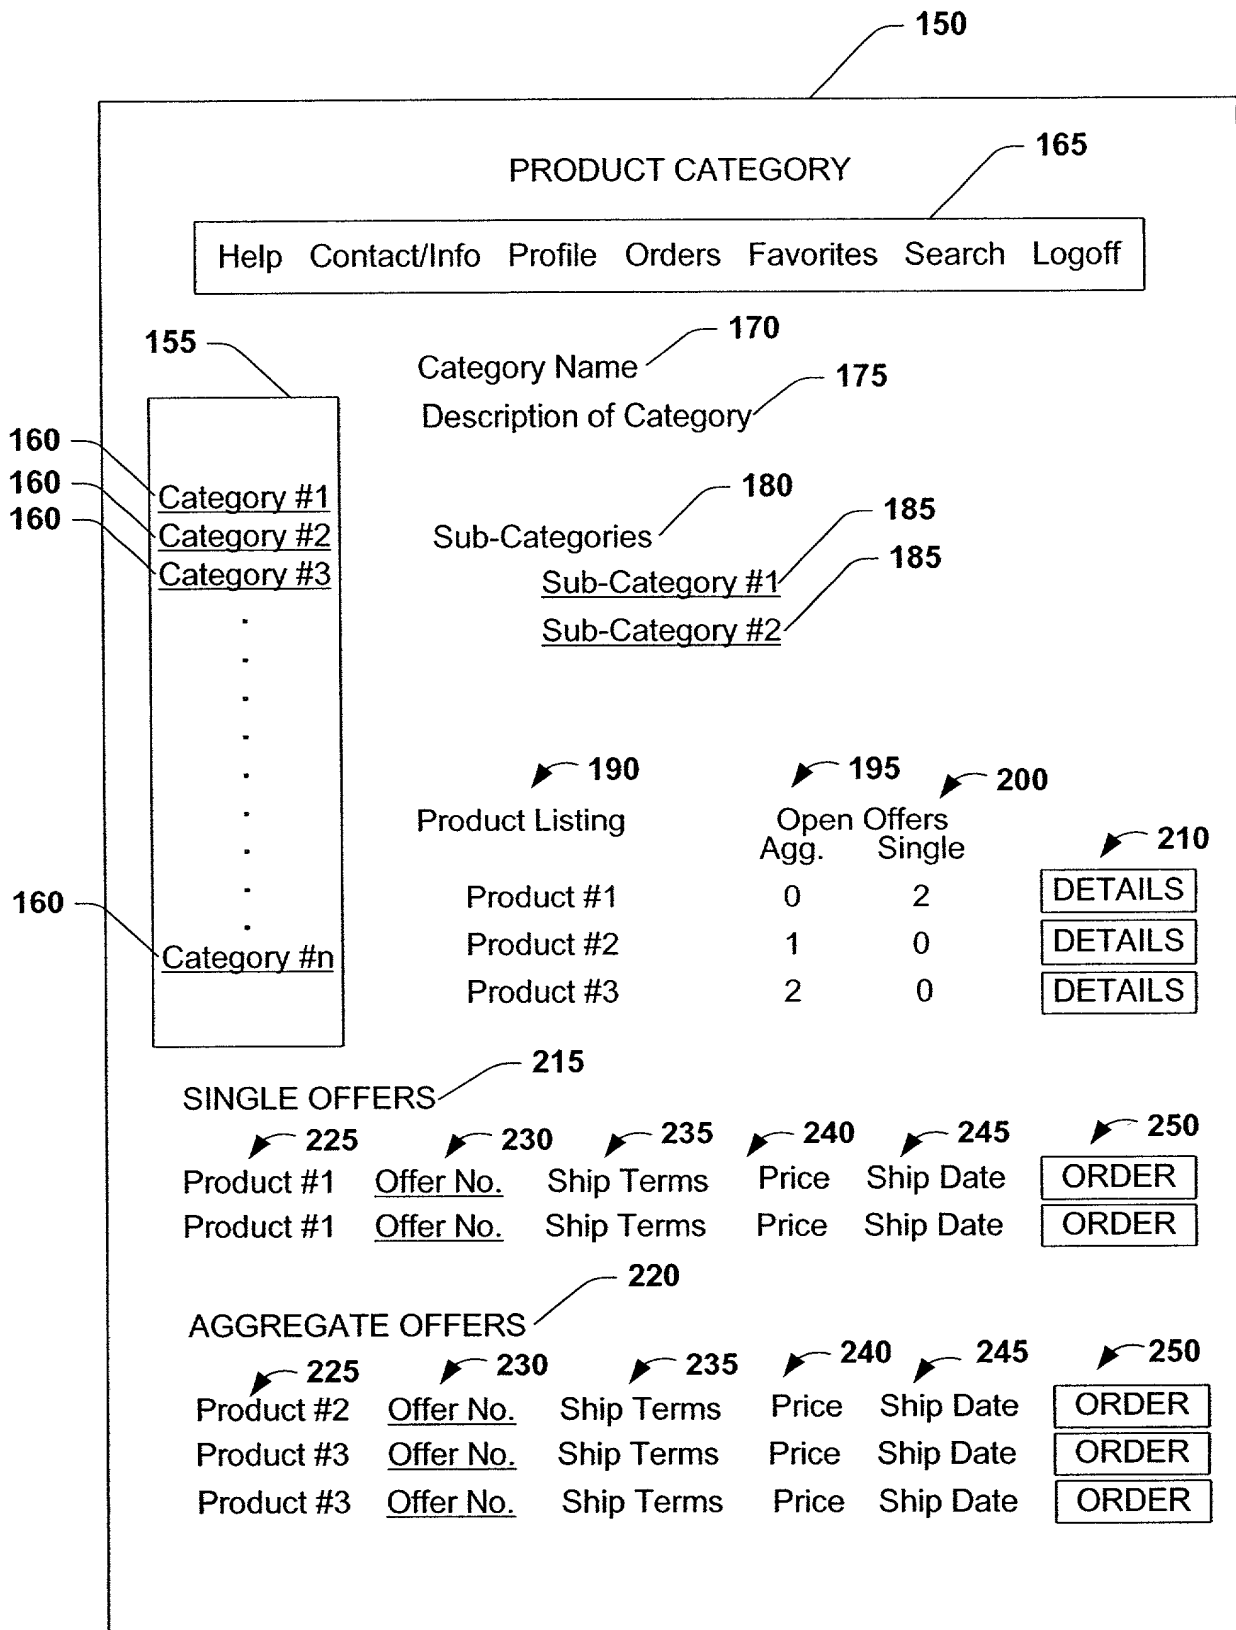 150
PRODUCT CATEGORY
165
Help Contact/Info Profile Orders Favorites Search Logoff
155
170
Category Name
175
Description of Category
160
Category #1
160
Category #2
160
Category #3
180
Sub-Categories
185
Sub-Category #1
185
Sub-Category #2
.
.
.
.
.
.
.
.
.
160
Category #n
190 195 200
Product Listing Open Offers
Agg. Single
210
Product #1 0 2 DETAILS
Product #2 1 0 DETAILS
Product #3 2 0 DETAILS
215
SINGLE OFFERS
225 230 235 240 245 250
Product #1 Offer No. Ship Terms Price Ship Date ORDER
Product #1 Offer No. Ship Terms Price Ship Date ORDER
220
AGGREGATE OFFERS
225 230 235 240 245 250
Product #2 Offer No. Ship Terms Price Ship Date ORDER
Product #3 Offer No. Ship Terms Price Ship Date ORDER
Product #3 Offer No. Ship Terms Price Ship Date ORDER